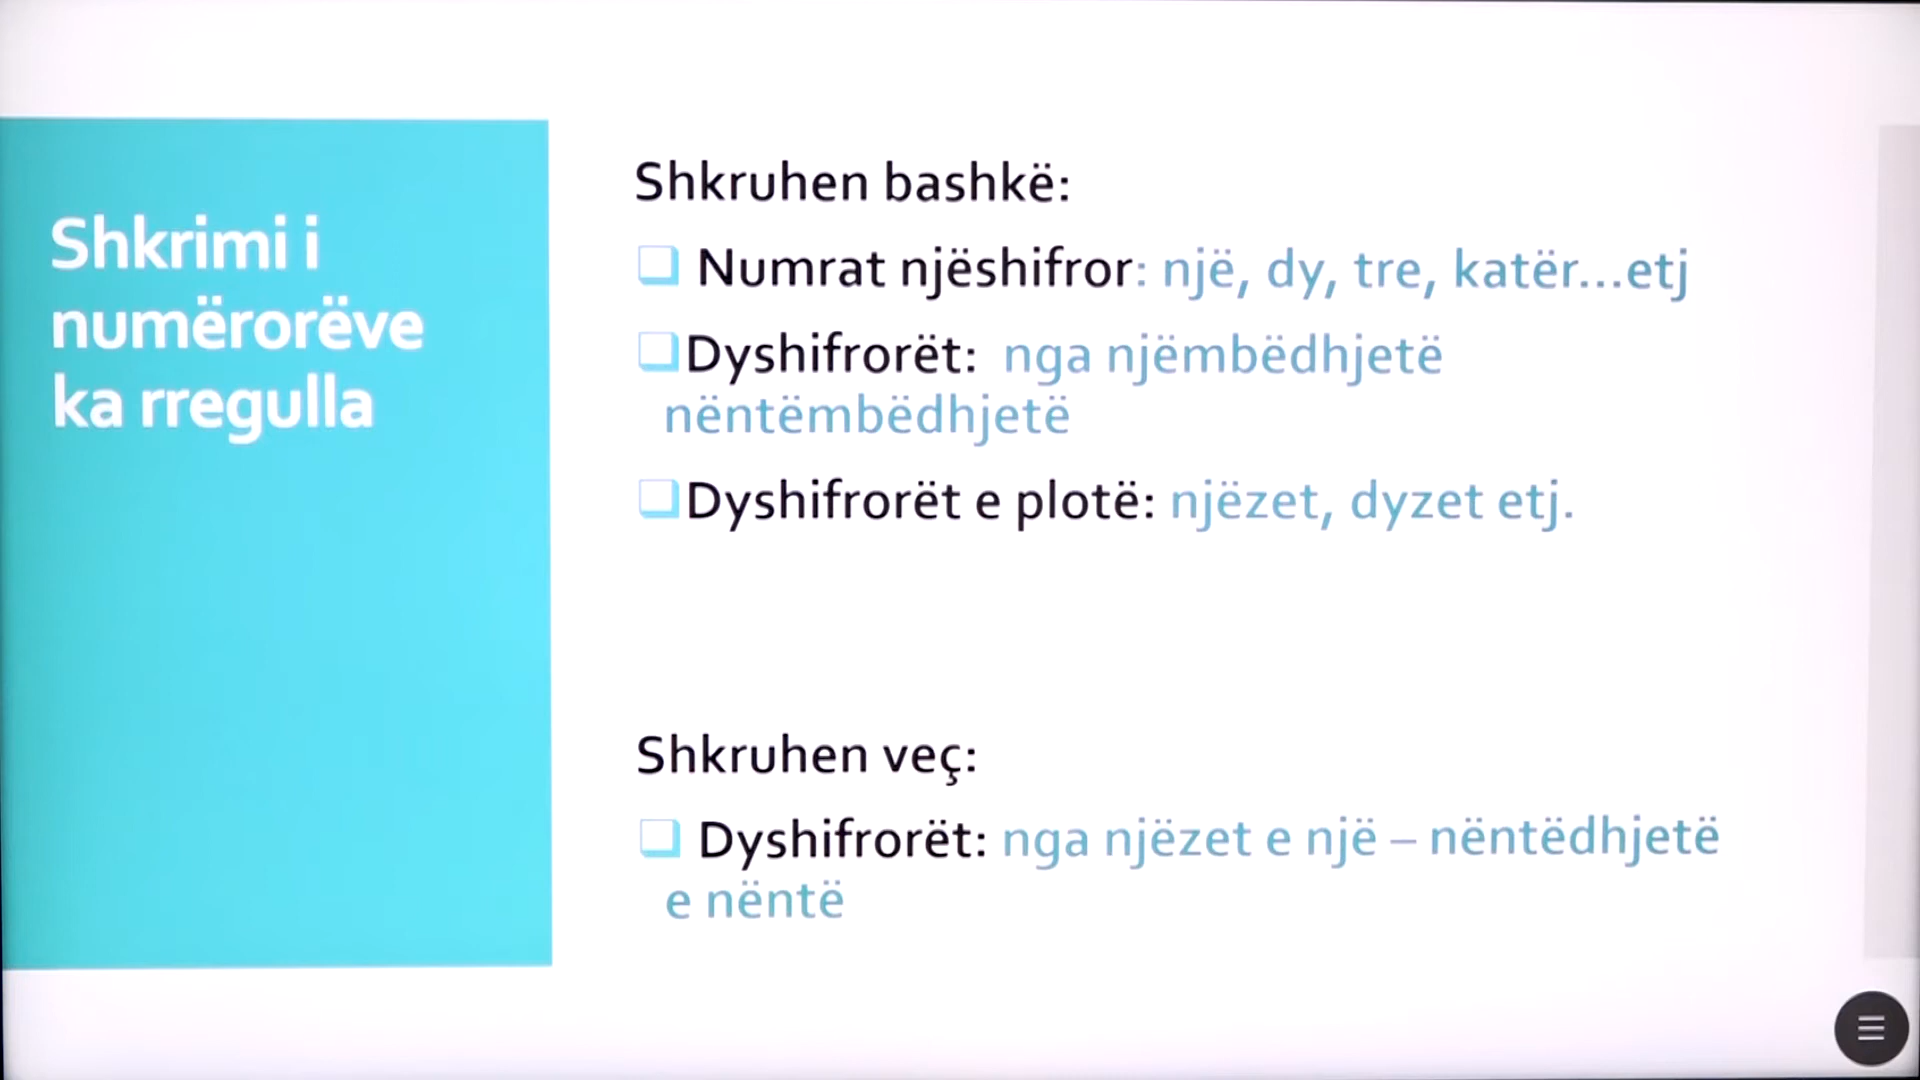 Shkrimi i
numërorëve
ka rregulla
Shkruhen bashkë:
Numrat njëshifror: një, dy, tre, katër...etj
Dyshifrorët: nga njëmbëdhjetë
nëntëmbëdhjetë
Dyshifrorët e plotë: njëzet, dyzet etj.
Shkruhen veç:
Dyshifrorët: nga njëzet e një – nëntëdhjetë
e nëntë